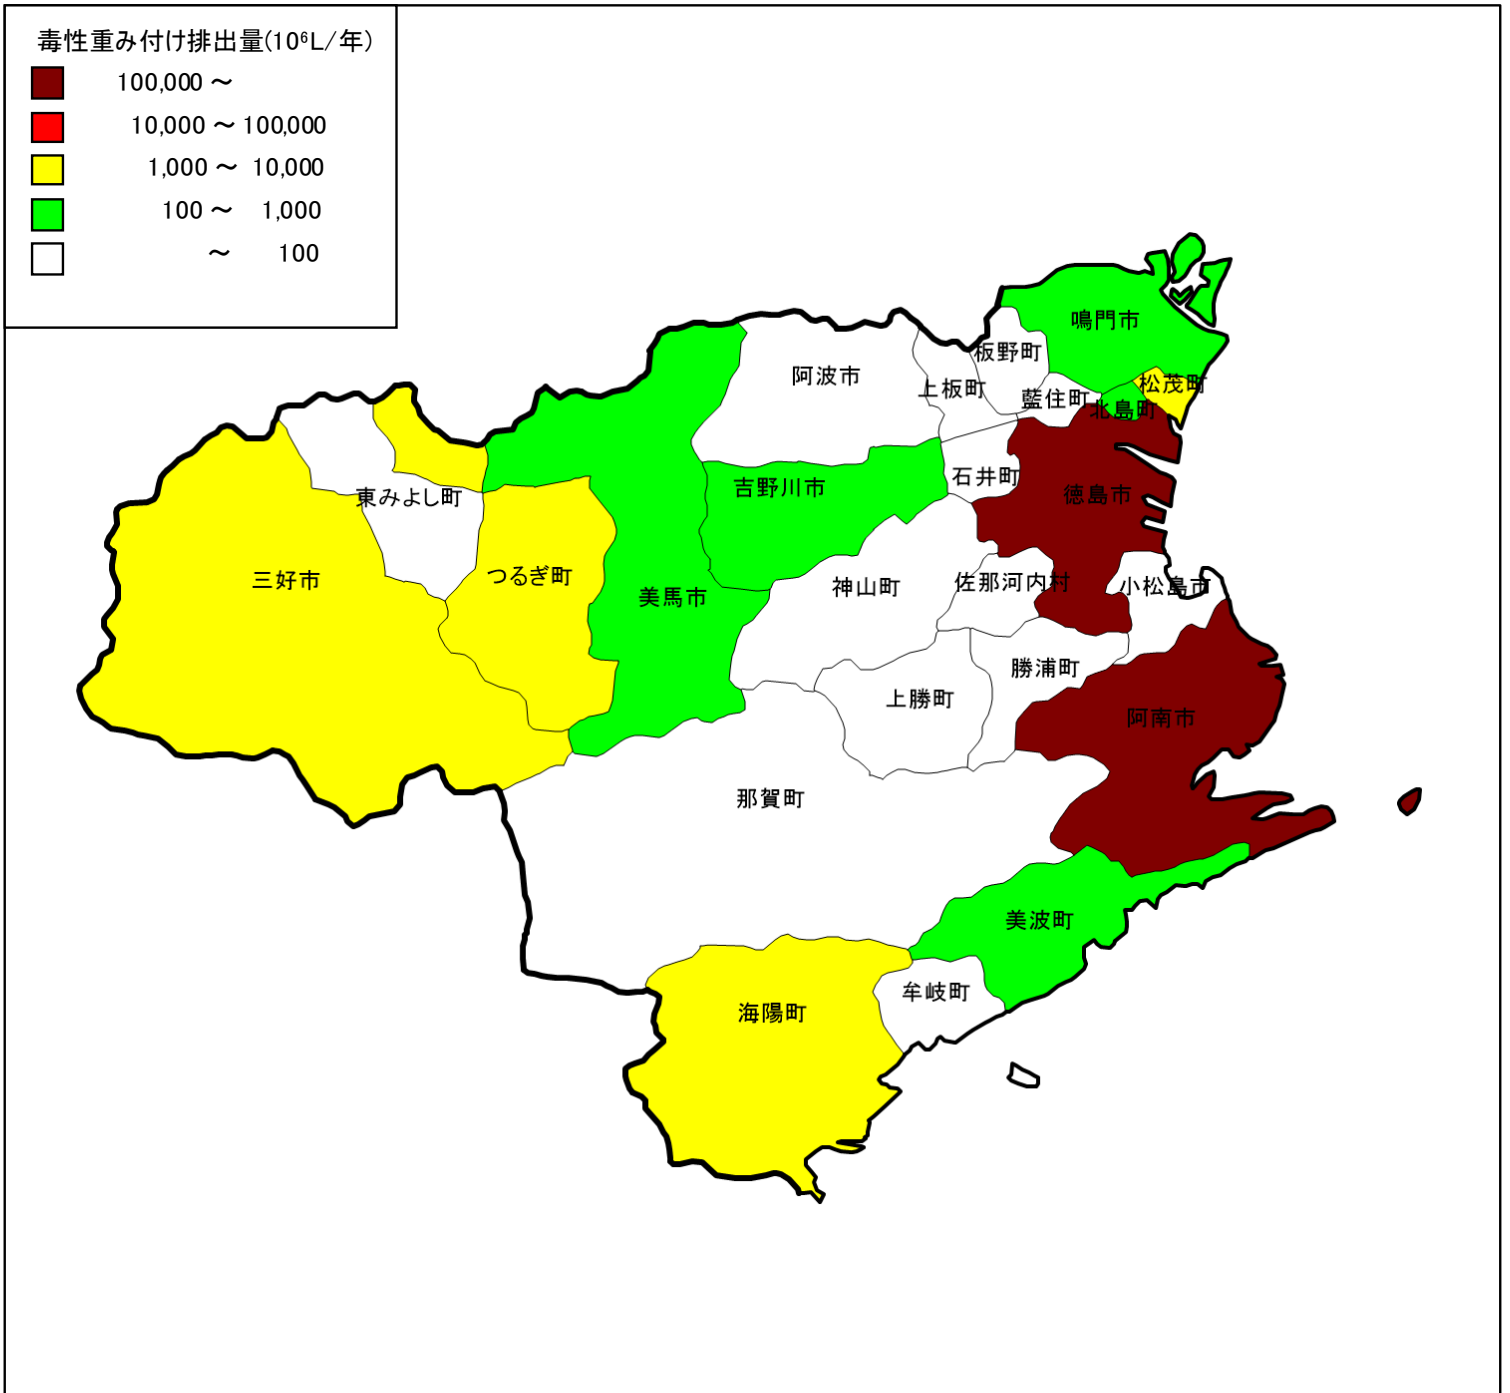 毒性重み付け排出量(10⁶L/年)
100,000 ～
10,000 ～ 100,000
1,000 ～ 10,000
100 ～ 1,000
～ 100
鳴門市
板野町
阿波市
上板町
松茂町
藍住町
北島町
石井町
吉野川市
徳島市
東みよし町
三好市
つるぎ町
美馬市
神山町
佐那河内村
小松島市
勝浦町
上勝町
阿南市
那賀町
美波町
牟岐町
海陽町